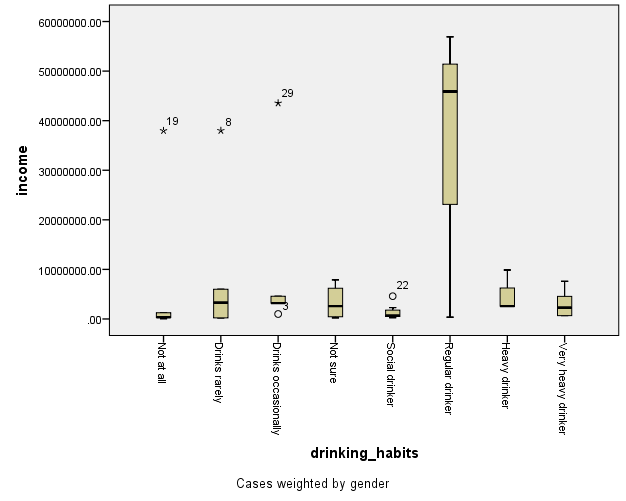 60000000.00
50000000.00
40000000.00
30000000.00
20000000.00
10000000.00
.00
income
19
8
29
3
22
Not at all
Drinks rarely
Drinks occasionally
Not sure
Social drinker
Regular drinker
Heavy drinker
Very heavy drinker
drinking_habits
Cases weighted by gender